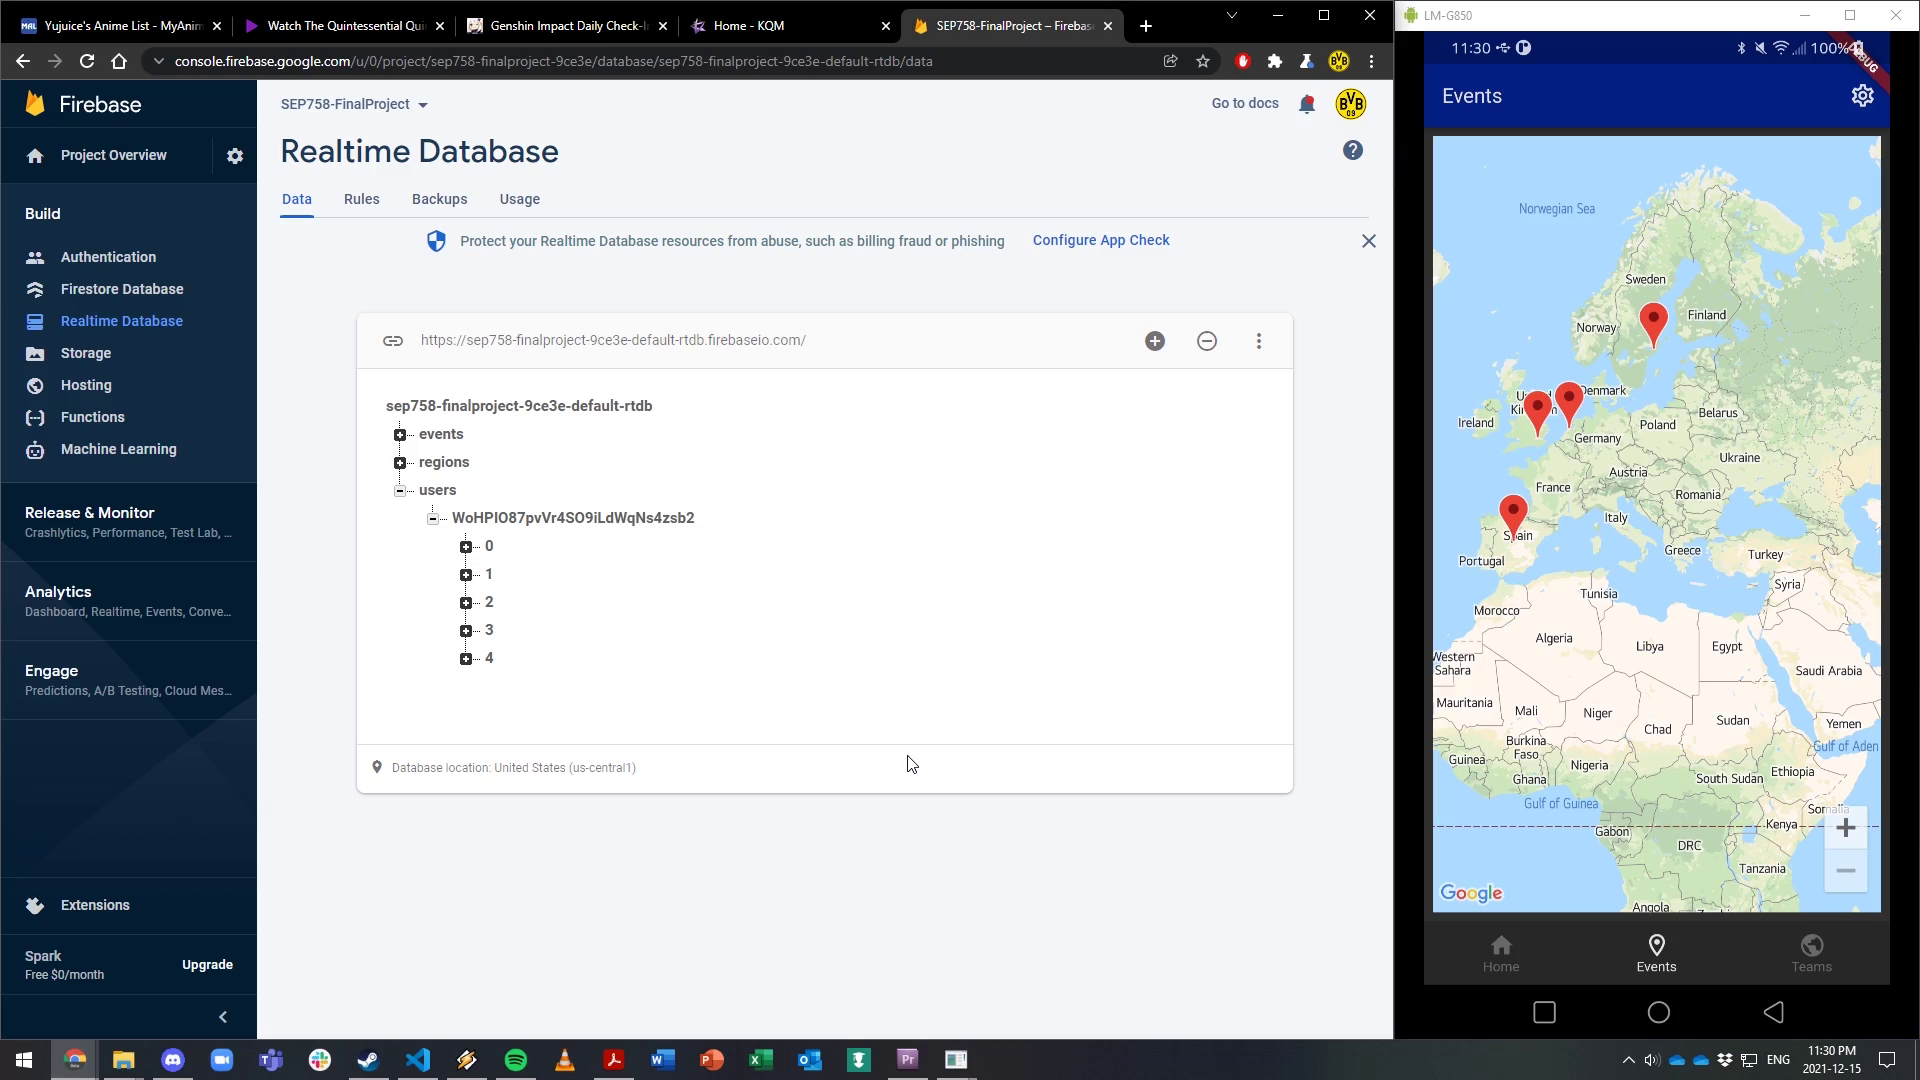 Yujuice's Anime List - MyAnim
Watch The Quintessential Qui
Genshin Impact Daily Check-I
Home - KQM
SEP758-FinalProject – Firebase
LM-G850
console.firebase.google.com/u/0/project/sep758-finalproject-9ce3e/database/sep758-finalproject-9ce3e-default-rtdb/data
Firebase
Project Overview
Build
Authentication
Firestore Database
Realtime Database
Storage
Hosting
Functions
Machine Learning
Release & Monitor
Crashlytics, Performance, Test Lab, ...
Analytics
Dashboard, Realtime, Events, Conve...
Engage
Predictions, A/B Testing, Cloud Mes...
Extensions
Spark
Free $0/month
Upgrade
SEP758-FinalProject
Go to docs
BVB
09
Realtime Database
Data
Rules
Backups
Usage
Protect your Realtime Database resources from abuse, such as billing fraud or phishing
Configure App Check
https://sep758-finalproject-9ce3e-default-rtdb.firebaseio.com/
sep758-finalproject-9ce3e-default-rtdb
events
regions
users
WoHPIO87pvVr4SO9iLdWqNs4zsb2
0
1
2
3
4
Database location: United States (us-central1)
11:30
100%
Events
Norwegian Sea
Sweden
Finland
Norway
Denmark
Ireland
Belarus
Poland
Germany
Ukraine
Austria
France
Romania
Italy
Spain
Greece
Turkey
Portugal
Syria
Tunisia
Morocco
Algeria
Libya
Egypt
Western
Sahara
Saudi Arabia
Mauritania
Mali
Niger
Chad
Sudan
Yemen
Burkina
Faso
Gulf of Aden
Guinea
Nigeria
Ghana
South Sudan
Ethiopia
Gulf of Guinea
Somalia
Kenya
Gabon
DRC
Tanzania
Google
Angola
Home
Events
Teams
ENG
11:30 PM
2021-12-15